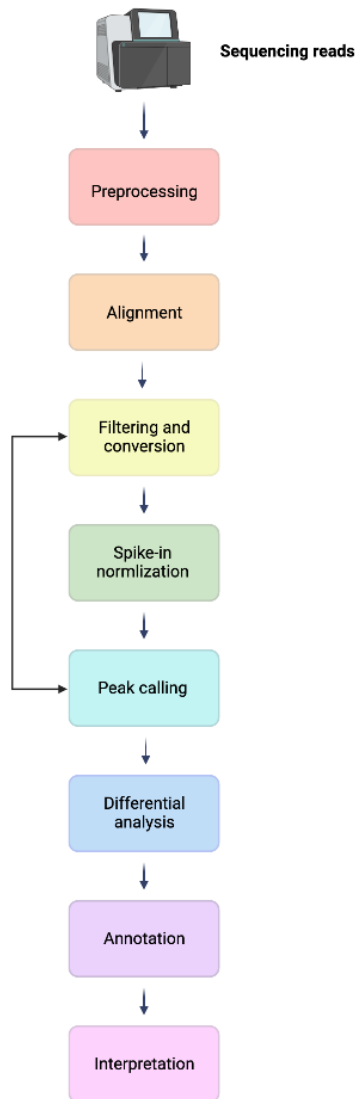 Sequencing reads
Preprocessing
Alignment
Filtering and
conversion
Spike-in
normlization
Peak calling
Differential
analysis
Annotation
Interpretation